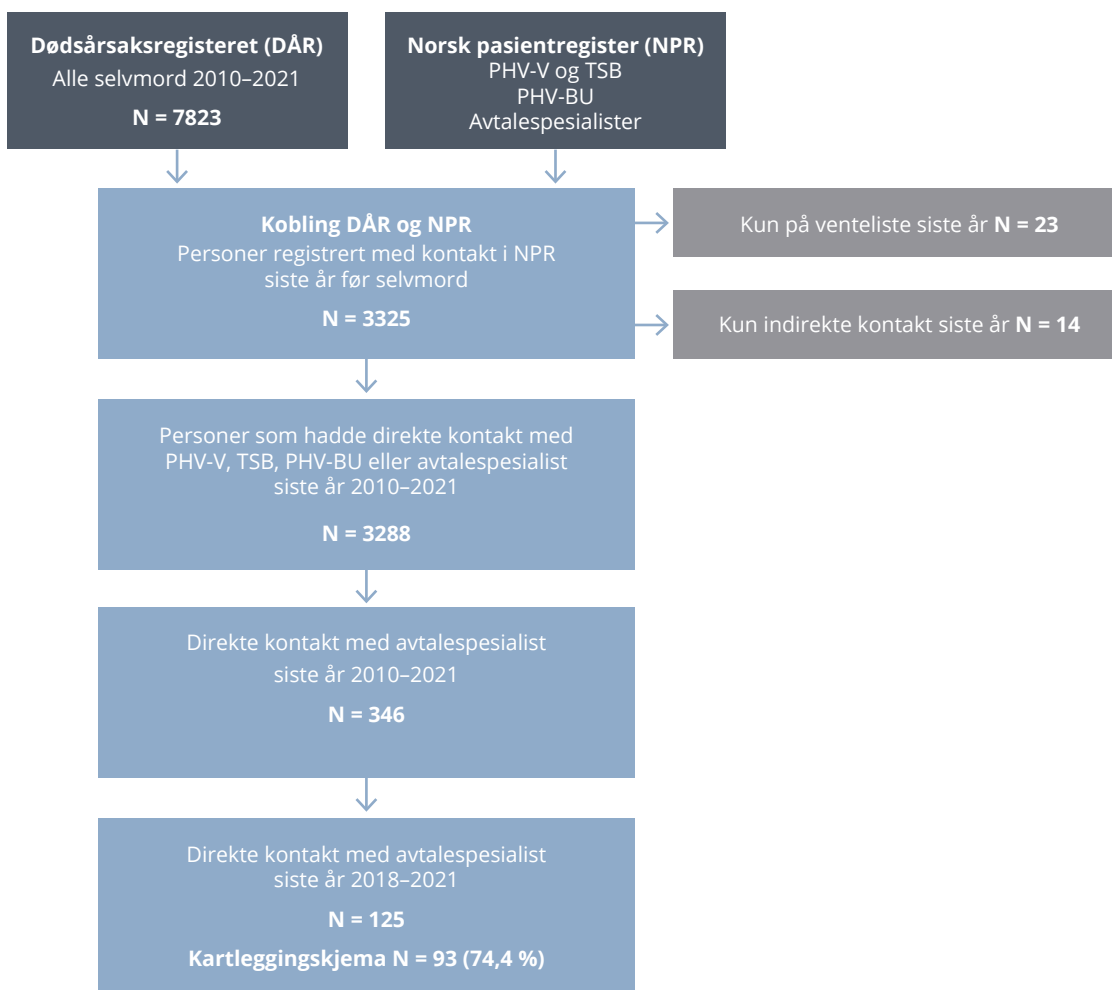 Dødsårsaksregisteret (DÅR)
Alle selvmord 2010–2021
N = 7823
Norsk pasientregister (NPR)
PHV-V og TSB
PHV-BU
Avtalespesialister
Kobling DÅR og NPR
Personer registrert med kontakt i NPR
siste år før selvmord
N = 3325
Kun på venteliste siste år N = 23
Kun indirekte kontakt siste år N = 14
Personer som hadde direkte kontakt med
PHV-V, TSB, PHV-BU eller avtalespesialist
siste år 2010–2021
N = 3288
Direkte kontakt med avtalespesialist
siste år 2010–2021
N = 346
Direkte kontakt med avtalespesialist
siste år 2018–2021
N = 125
Kartleggingskjema N = 93 (74,4 %)